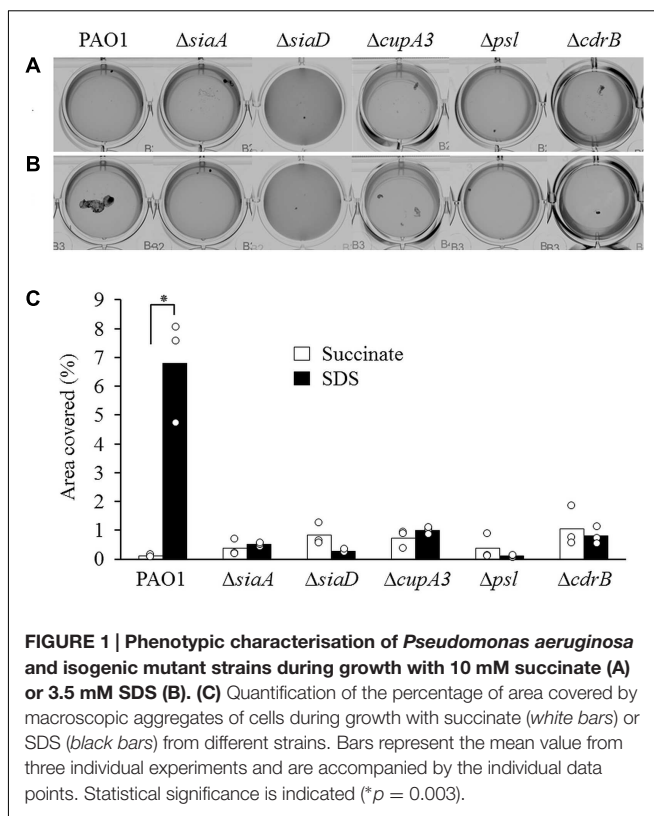 PAO1 ΔsiaA ΔsiaD ΔcupA3 Δpsl ΔcdrB
A
B
C
9
8
7
6
5
4
3
2
1
0
Area covered (%)
*
Succinate
SDS
PAO1 ΔsiaA ΔsiaD ΔcupA3 Δpsl ΔcdrB
FIGURE 1 | Phenotypic characterisation of Pseudomonas aeruginosa
and isogenic mutant strains during growth with 10 mM succinate (A)
or 3.5 mM SDS (B). (C) Quantification of the percentage of area covered by
macroscopic aggregates of cells during growth with succinate (white bars) or
SDS (black bars) from different strains. Bars represent the mean value from
three individual experiments and are accompanied by the individual data
points. Statistical significance is indicated (*p = 0.003).